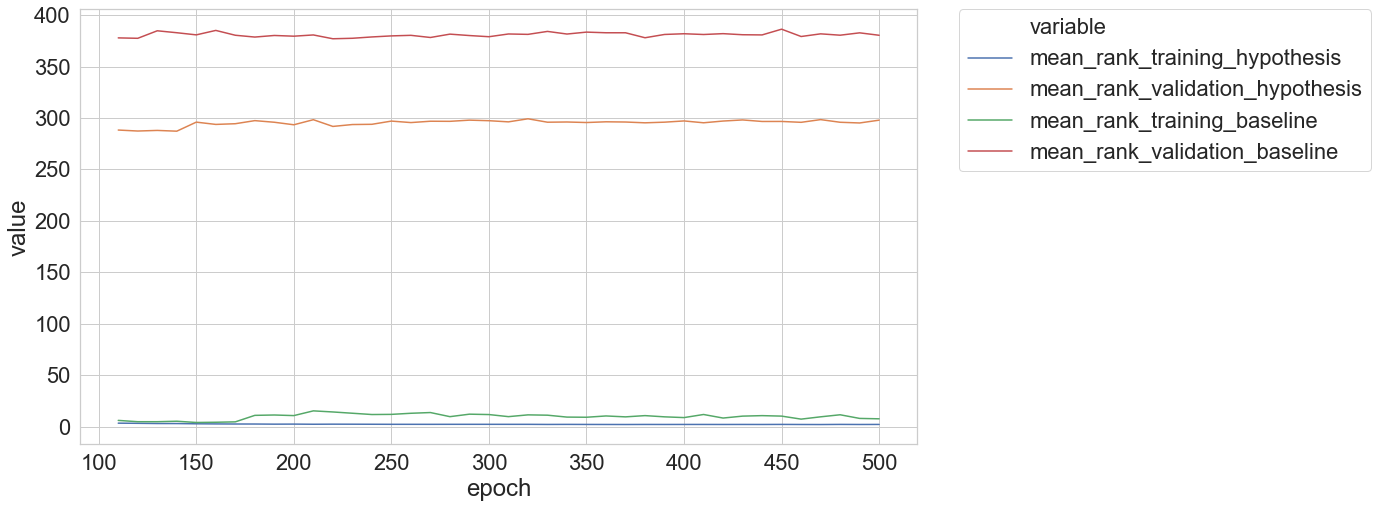 400
350
300
250
200
150
100
50
0
value
100 150 200 250 300 350 400 450 500
epoch
variable
mean_rank_training_hypothesis
mean_rank_validation_hypothesis
mean_rank_training_baseline
mean_rank_validation_baseline